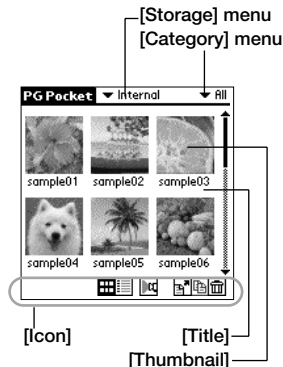 [Storage] menu
[Category] menu
PG Pocket Internal All
sample01 sample02 sample03
sample04 sample05 sample06
[Icon] [Title]
[Thumbnail]